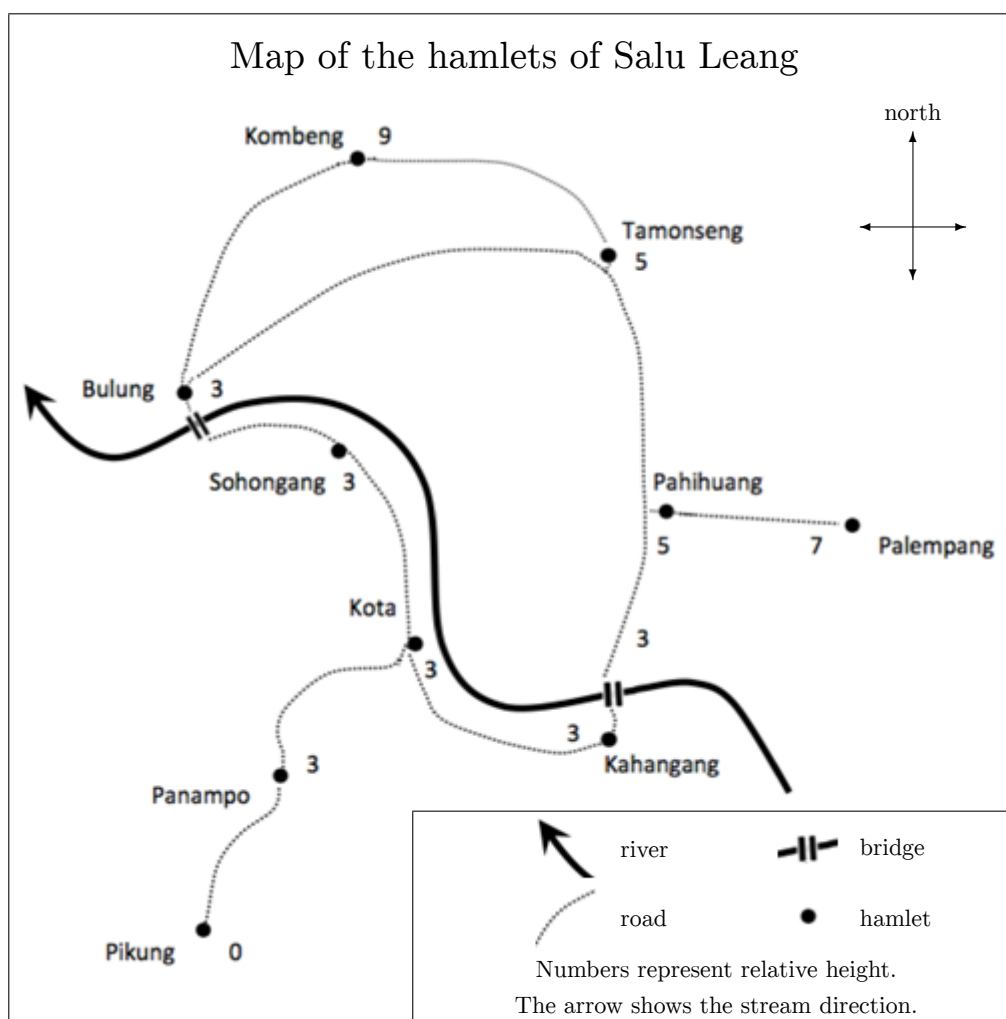 Map of the hamlets of Salu Leang
north
Kombeng 9
Tamonseng
5
Bulung 3
Sohongang 3
Pahihuang
5
7 Palempang
Kota
3
3
3
Kahangang
3
Panampo
Pikung 0
river
bridge
road
hamlet
Numbers represent relative height.
The arrow shows the stream direction.